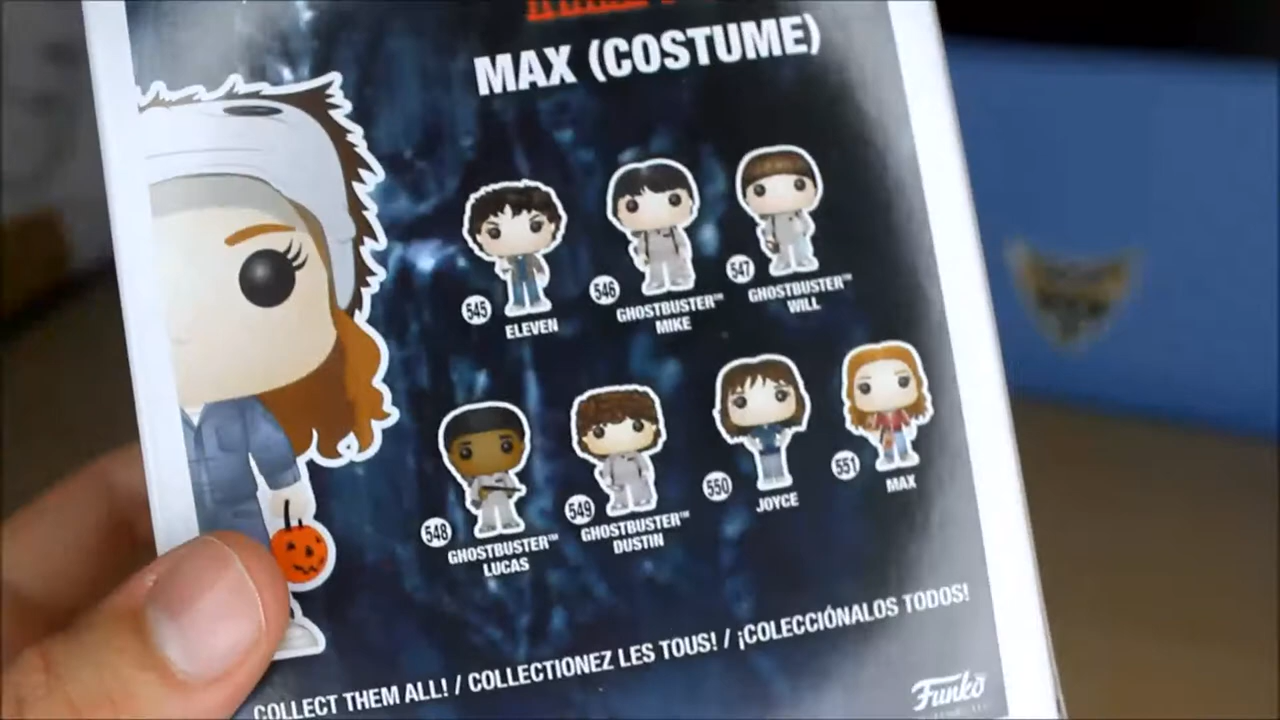 MAX (COSTUME)
545
ELEVEN
546
GHOSTBUSTER™
MIKE
547
GHOSTBUSTER™
WILL
548
GHOSTBUSTER™
LUCAS
549
GHOSTBUSTER™
DUSTIN
550
JOYCE
551
MAX
COLLECT THEM ALL! / COLLECTIONEZ LES TOUS! / ¡COLECCIÓNALOS TODOS!
Funko